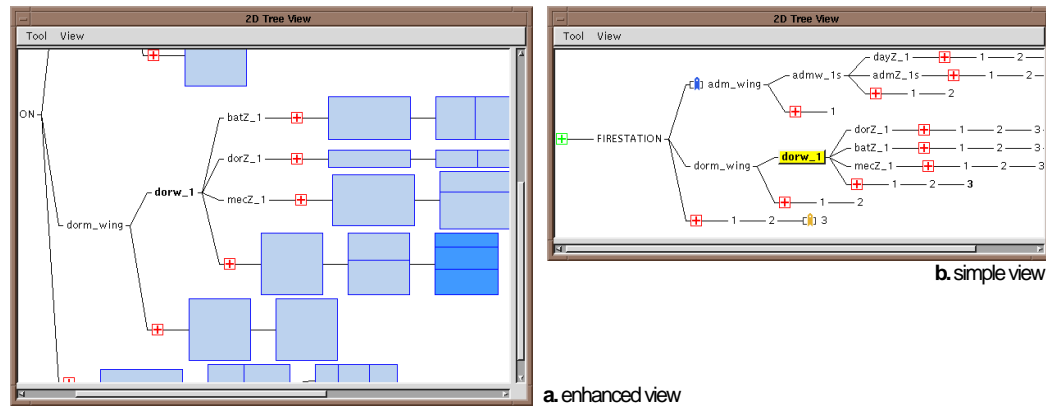 2D Tree View
Tool View
ON
batZ_1
dorZ_1
dorw_1
mecZ_1
dorm_wing
a. enhanced view
2D Tree View
Tool View
dayZ_1 1 2
adm_wing admw_1s admZ_1s 1 2
1 2
1
FIRESTATION
dorZ_1 1 2 3
dorw_1 batZ_1 1 2 3
dorm_wing mecZ_1 1 2 3
1 2 3
1 2
1 2 3
b. simple view